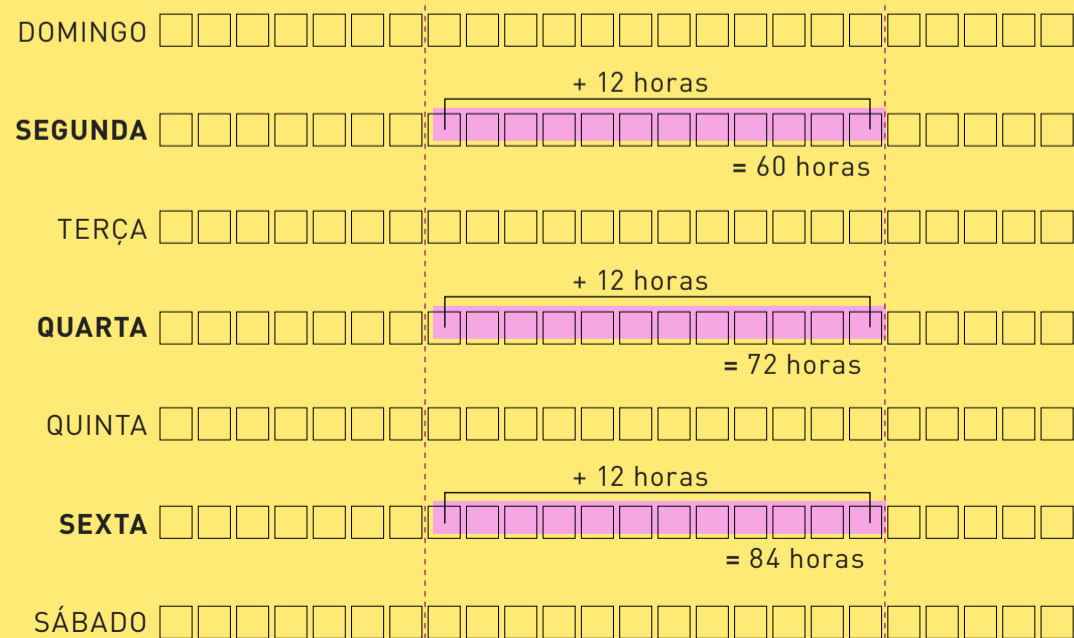 DOMINGO
+ 12 horas
SEGUNDA
= 60 horas
TERÇA
+ 12 horas
QUARTA
= 72 horas
QUINTA
+ 12 horas
SEXTA
= 84 horas
SÁBADO